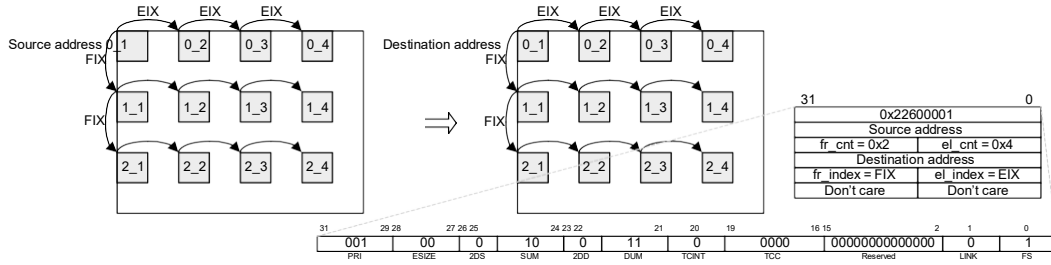 EIX EIX EIX
Source address 0_1 0_2 0_3 0_4
FIX
1_1 1_2 1_3 1_4
FIX
2_1 2_2 2_3 2_4
EIX EIX EIX
Destination address 0_1 0_2 0_3 0_4
FIX
1_1 1_2 1_3 1_4
FIX
2_1 2_2 2_3 2_4
31 0
0x22600001
Source address
fr_cnt = 0x2 el_cnt = 0x4
Destination address
fr_index = FIX el_index = EIX
Don't care Don't care
31 29 28 27 26 25 24 23 22 21 20 19 16 15 2 1 0
001 00 0 10 0 11 0 0000 00000000000000 0 1
PRI ESIZE 2DS SUM 2DD DUM TCINT TCC Reserved LINK FS